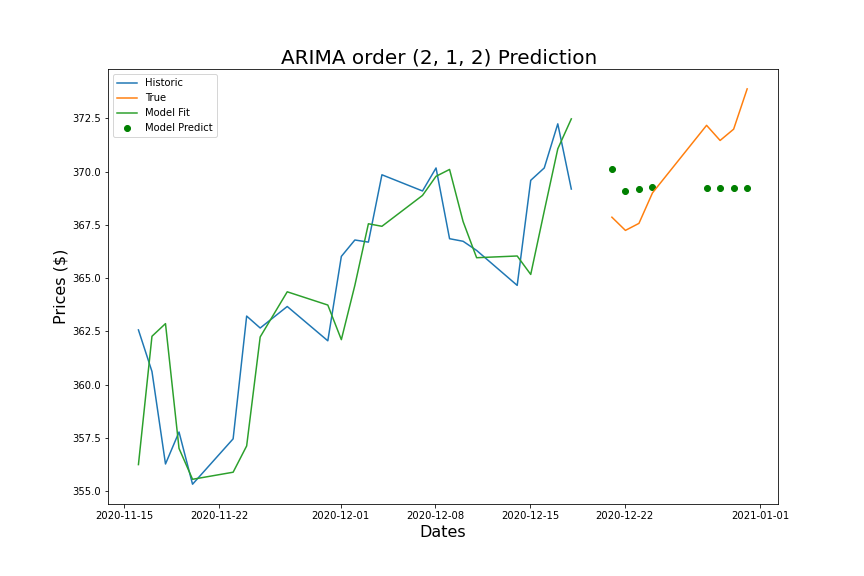 ARIMA order (2, 1, 2) Prediction
Historic
True
Model Fit
Model Predict
372.5
370.0
367.5
365.0
362.5
360.0
357.5
355.0
Prices ($)
2020-11-15 2020-11-22 2020-12-01 2020-12-08 2020-12-15 2020-12-22 2021-01-01
Dates